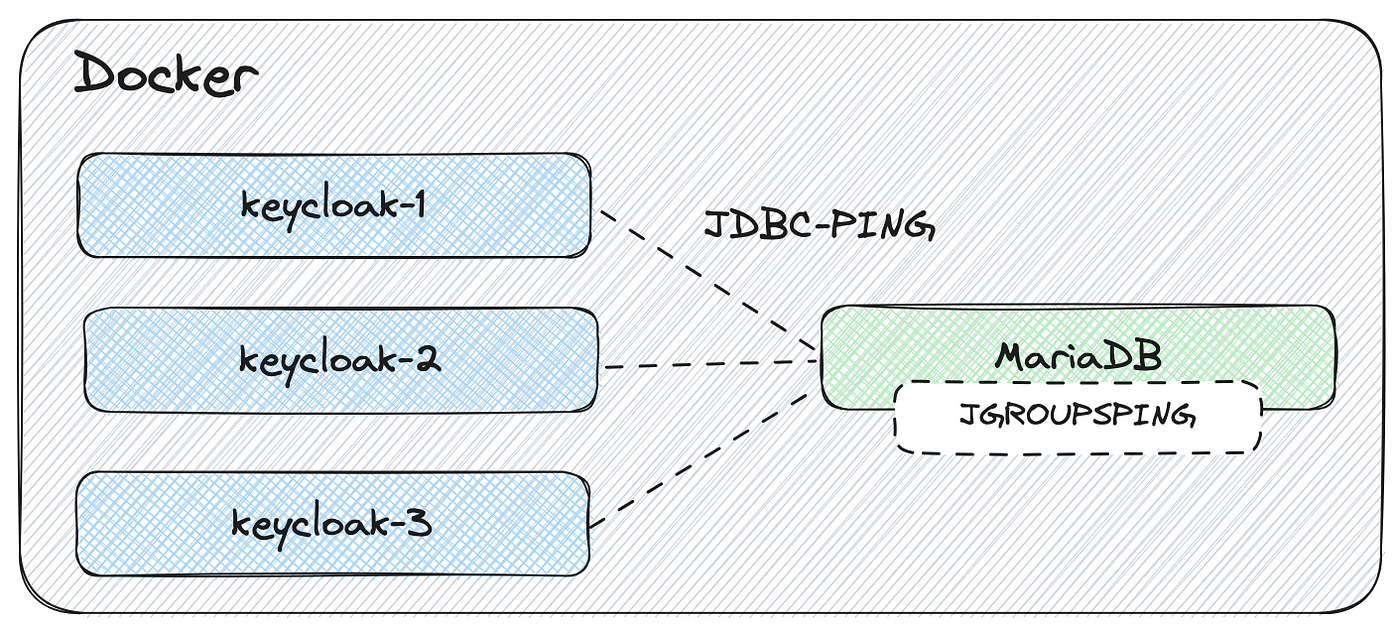 Docker
keycloak-1
JDBC-PING
keycloak-2
MariaDB
JGROUPSPING
keycloak-3